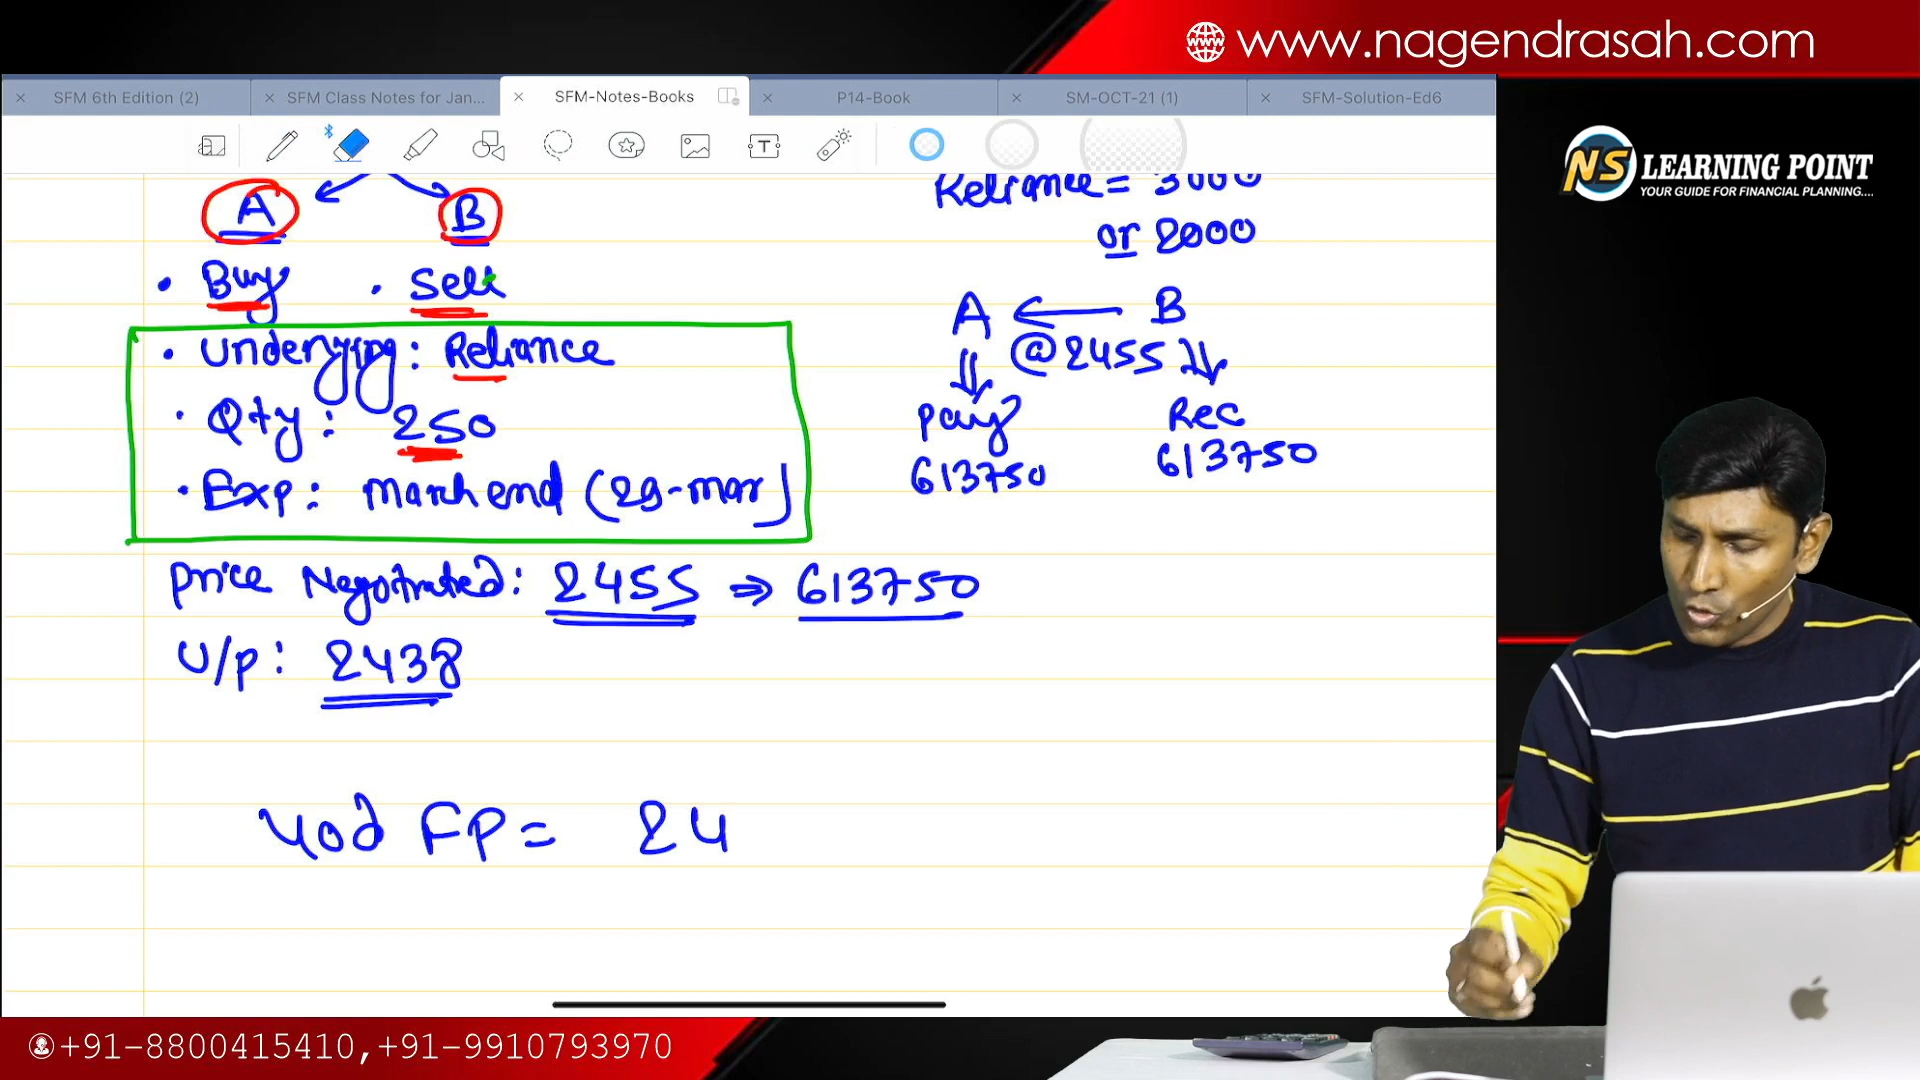 www.nagendrasah.com
SFM 6th Edition (2)
SFM Class Notes for Jan...
SFM-Notes-Books
P14-Book
SM-OCT-21 (1)
SFM-Solution-Ed6
NS LEARNING POINT
YOUR GUIDE FOR FINANCIAL PLANNING....
A B
• Buy • Sell
• Underlying: Reliance
• Qty: 250
• Exp: March end (29-mar)
Price Negotiated: 2455 ⇒ 613750
U/p: 2438
FP = 24
Reliance = 3000
or 2000
A ← B
@2455
Pay Rec
613750 613750
+91-8800415410,+91-9910793970